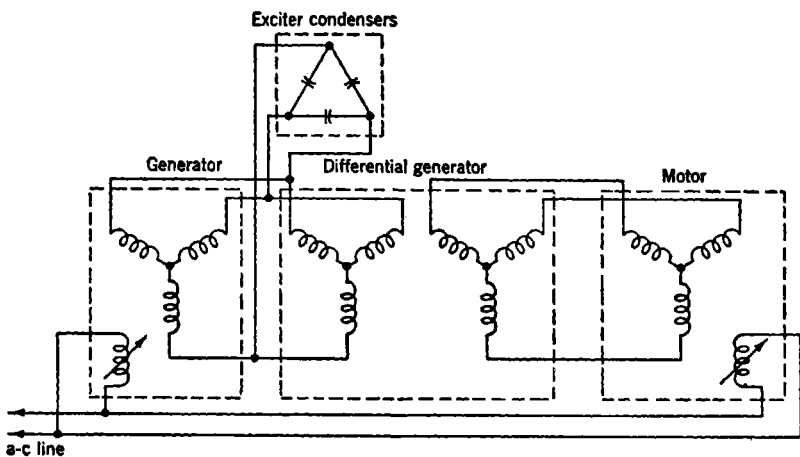 Exciter condensers
Generator
Differential generator
Motor
a-c line